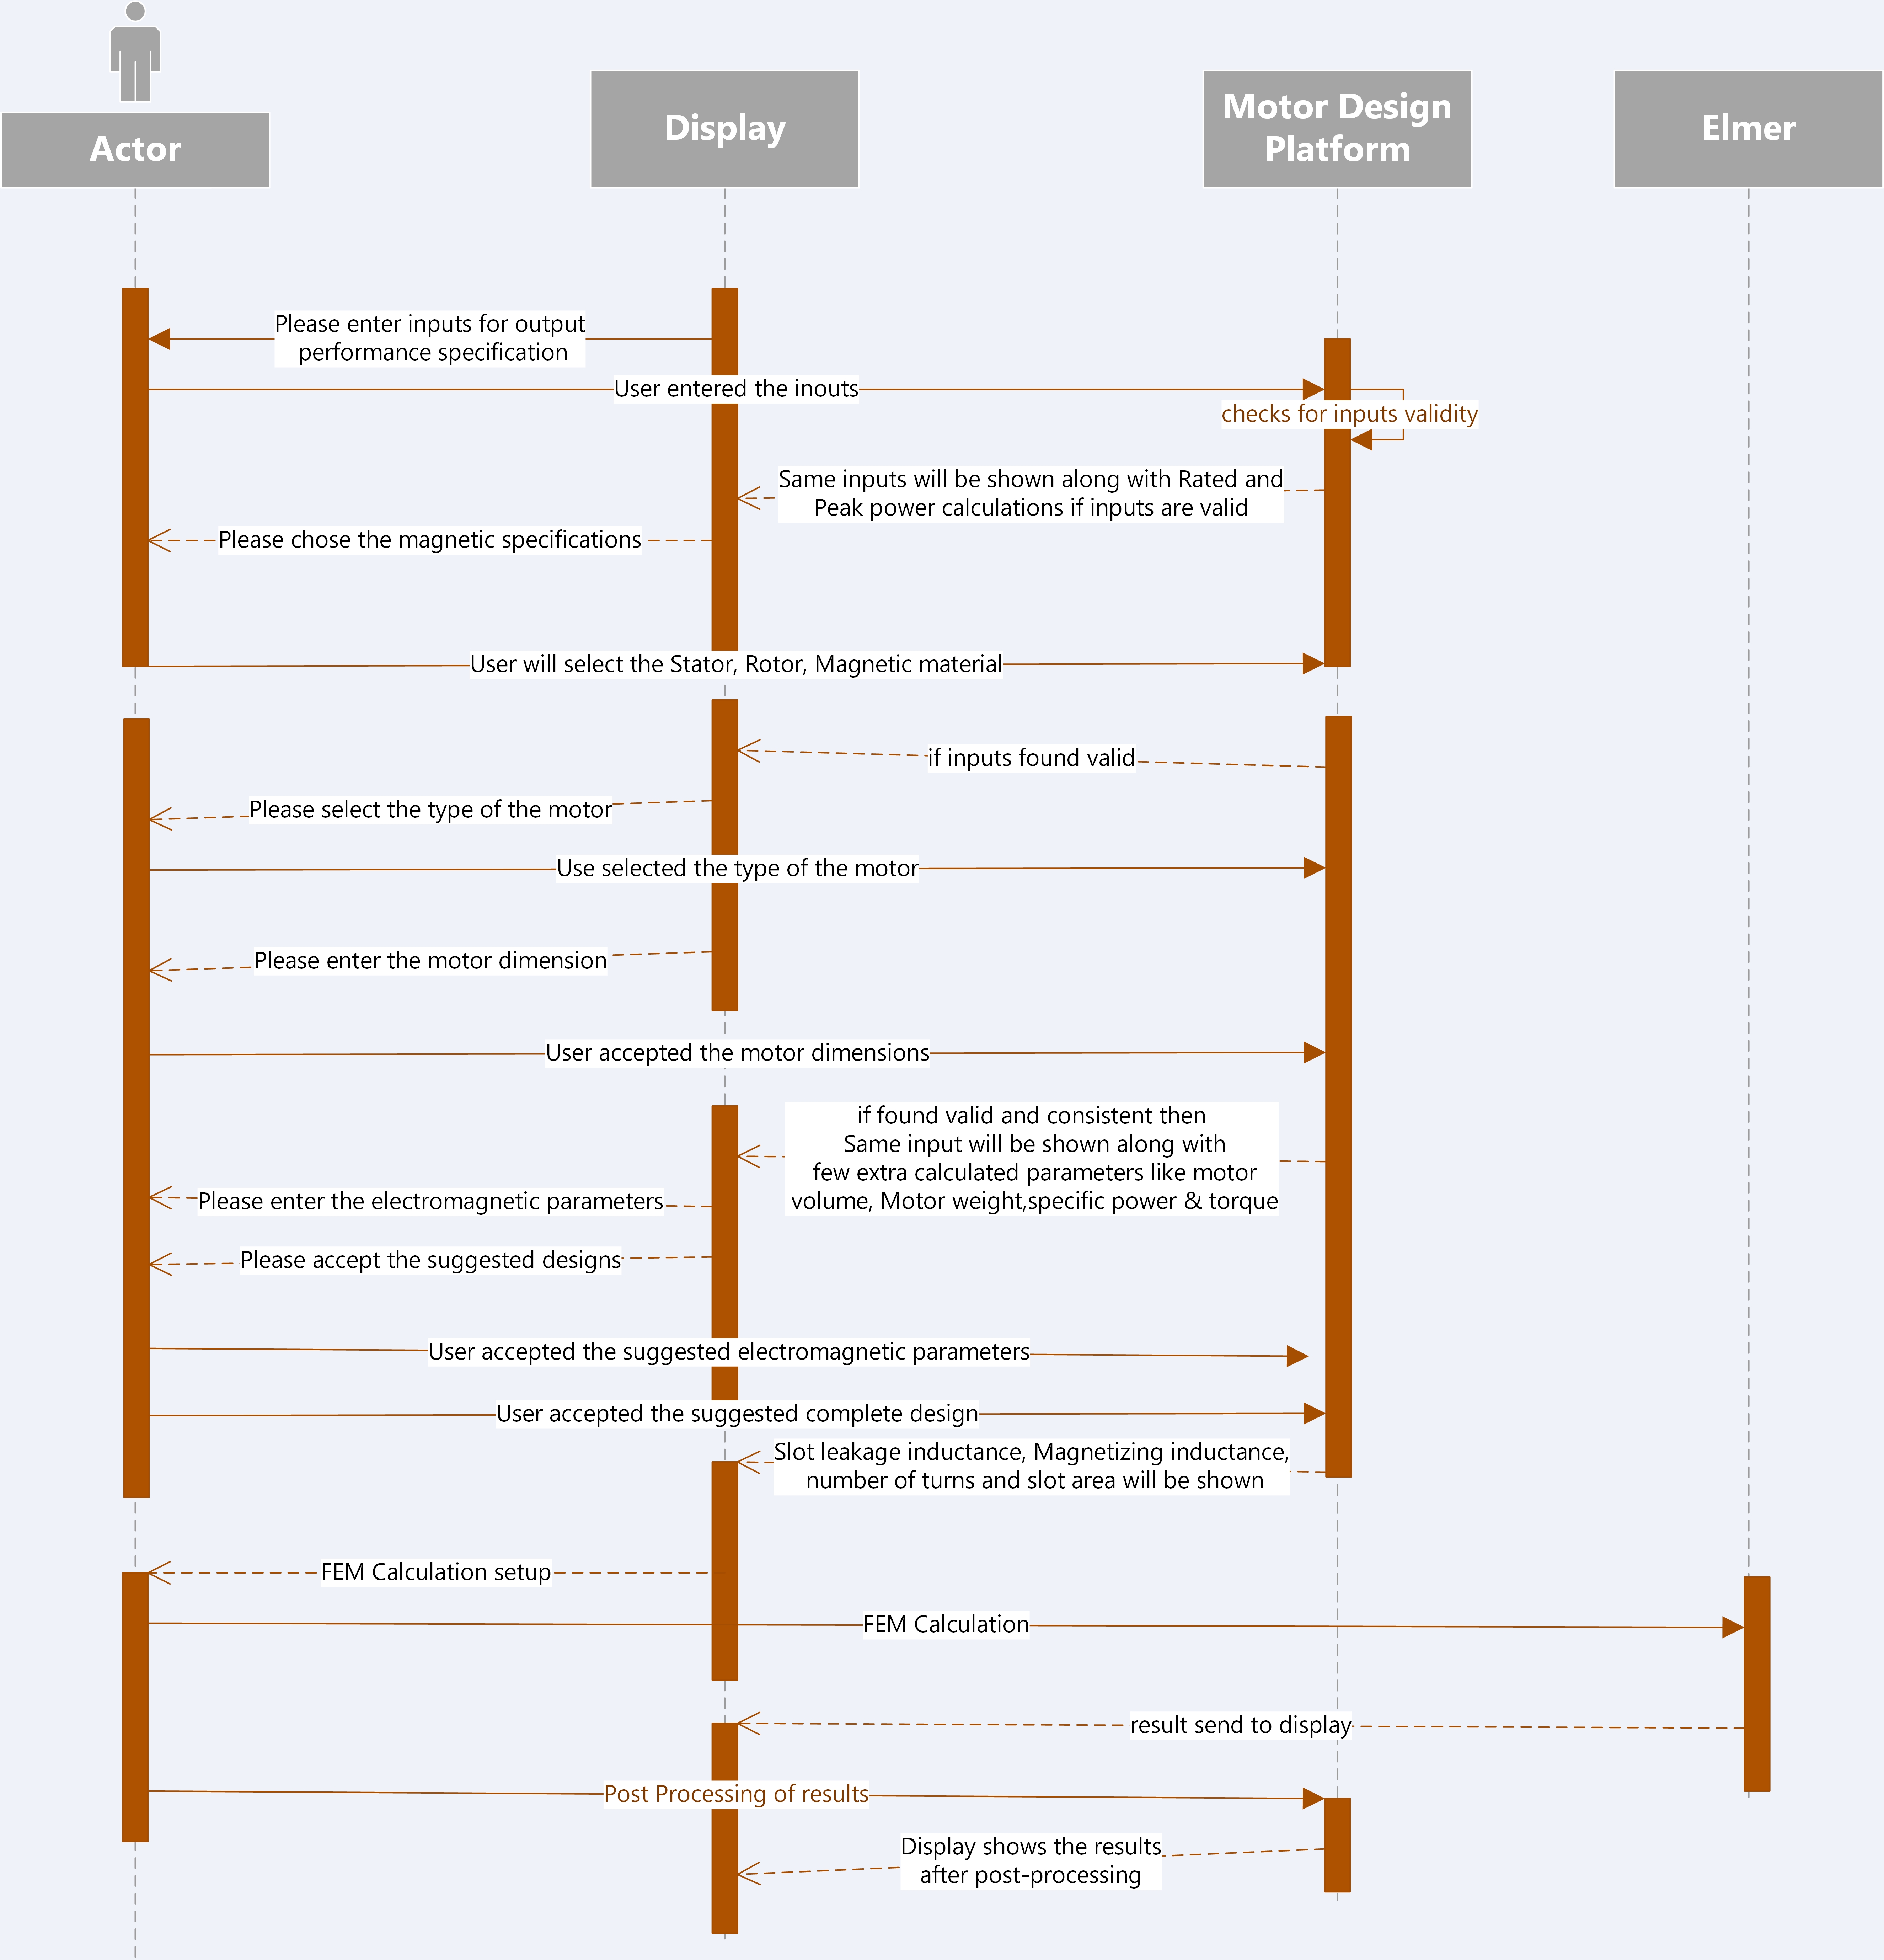 Actor
Display
Motor Design
Platform
Elmer
Please enter inputs for output
performance specification
User entered the inouts
checks for inputs validity
Same inputs will be shown along with Rated and
Peak power calculations if inputs are valid
Please chose the magnetic specifications
User will select the Stator, Rotor, Magnetic material
if inputs found valid
Please select the type of the motor
Use selected the type of the motor
Please enter the motor dimension
User accepted the motor dimensions
if found valid and consistent then
Same input will be shown along with
few extra calculated parameters like motor
volume, Motor weight,specific power & torque
Please enter the electromagnetic parameters
Please accept the suggested designs
User accepted the suggested electromagnetic parameters
User accepted the suggested complete design
Slot leakage inductance, Magnetizing inductance,
number of turns and slot area will be shown
FEM Calculation setup
FEM Calculation
result send to display
Post Processing of results
Display shows the results
after post-processing